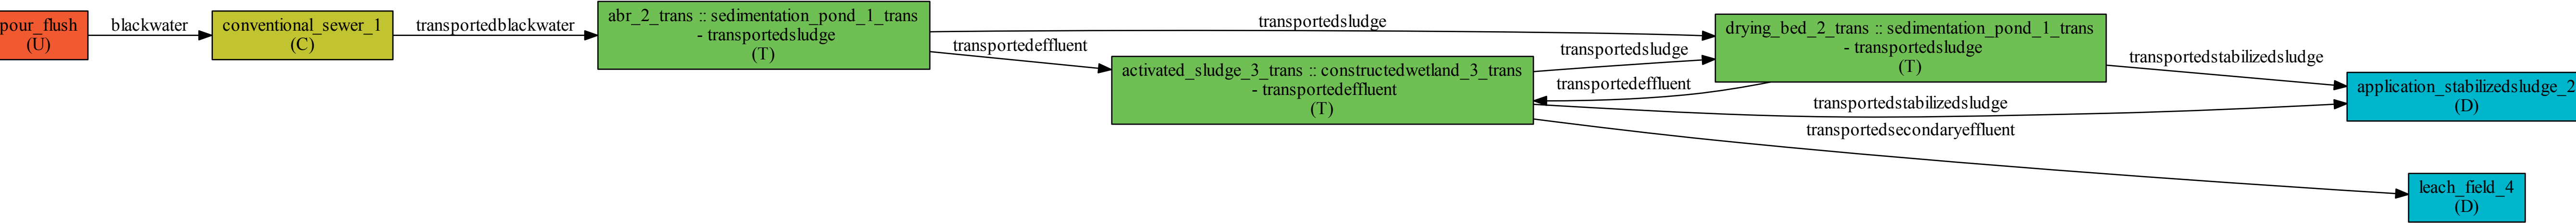 pour_flush
(U)
blackwater
conventional_sewer_1
(C)
transportedblackwater
abr_2_trans :: sedimentation_pond_1_trans
- transportedsludge
(T)
transportedsludge
transportedeffluent
activated_sludge_3_trans :: constructedwetland_3_trans
- transportedeffluent
(T)
transportedsludge
transportedeffluent
drying_bed_2_trans :: sedimentation_pond_1_trans
- transportedsludge
(T)
transportedstabilizedsludge
transportedstabilizedsludge
transportedsecondaryeffluent
application_stabilizedsludge_2
(D)
leach_field_4
(D)